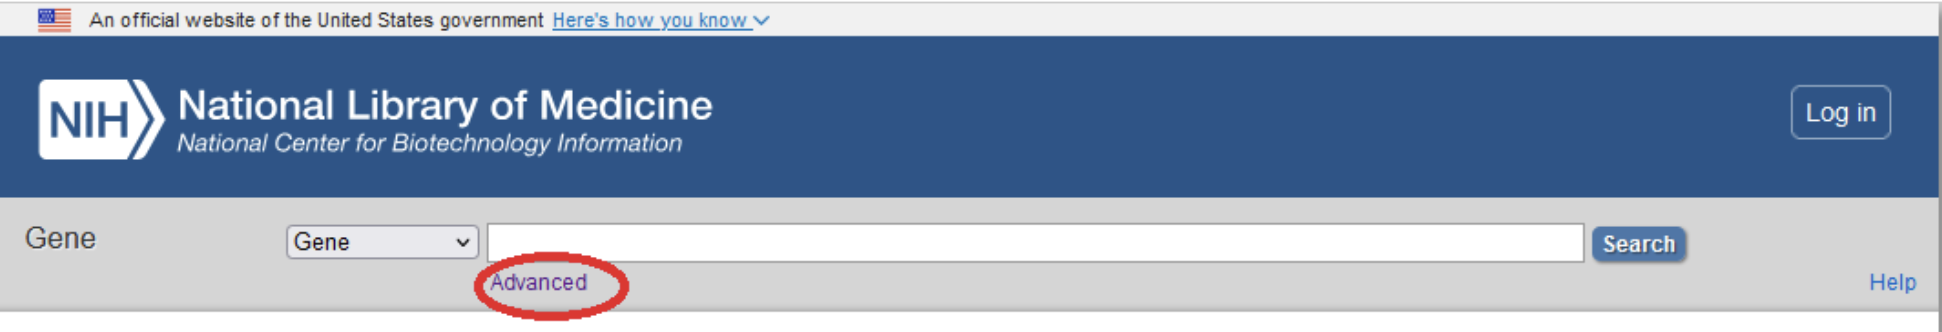 An official website of the United States government Here's how you know
NIH National Library of Medicine
National Center for Biotechnology Information
Log in
Gene Gene Search
Advanced Help